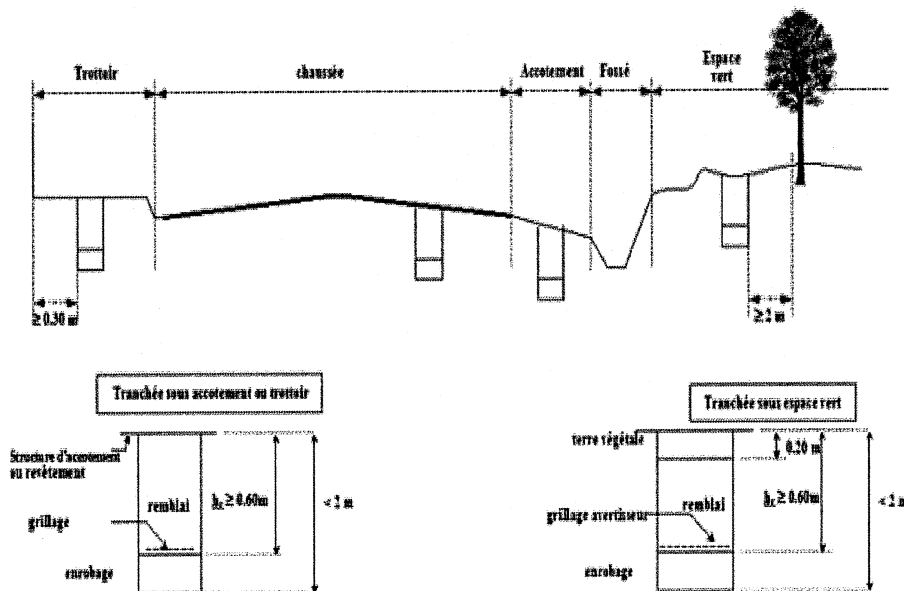 Trottoir
chaussée
Accotement
Fossé
Espace
vert
≥ 0.30 m
≥ 2 m
Tranchée sous accotement ou trottoir
Structure d'accotement
ou revêtement
grillage
enrobage
remblai
≥ 0.60m
< 2 m
Tranchée sous espace vert
terre végétale
grillage avertisseur
enrobage
remblai
0.20 m
≥ 0.60m
< 2 m